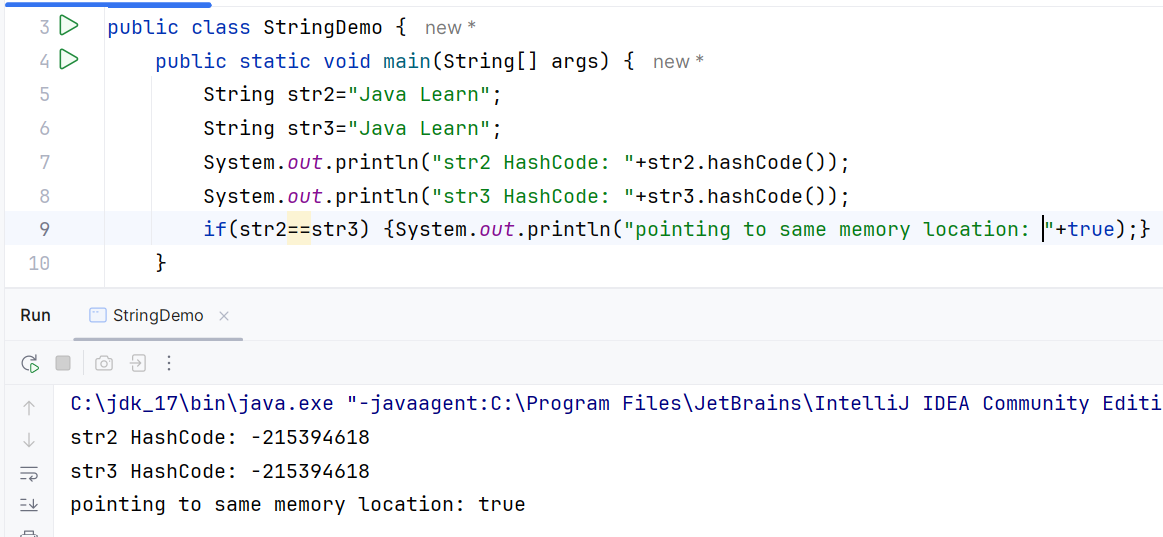 3 public class StringDemo { new *
4 public static void main(String[] args) { new *
5 String str2="Java Learn";
6 String str3="Java Learn";
7 System.out.println("str2 HashCode: "+str2.hashCode());
8 System.out.println("str3 HashCode: "+str3.hashCode());
9 if(str2==str3) {System.out.println("pointing to same memory location: "+true);}
10 }
Run StringDemo ×
C:\jdk_17\bin\java.exe "-javaagent:C:\Program Files\JetBrains\IntelliJ IDEA Community Editi
str2 HashCode: -215394618
str3 HashCode: -215394618
pointing to same memory location: true